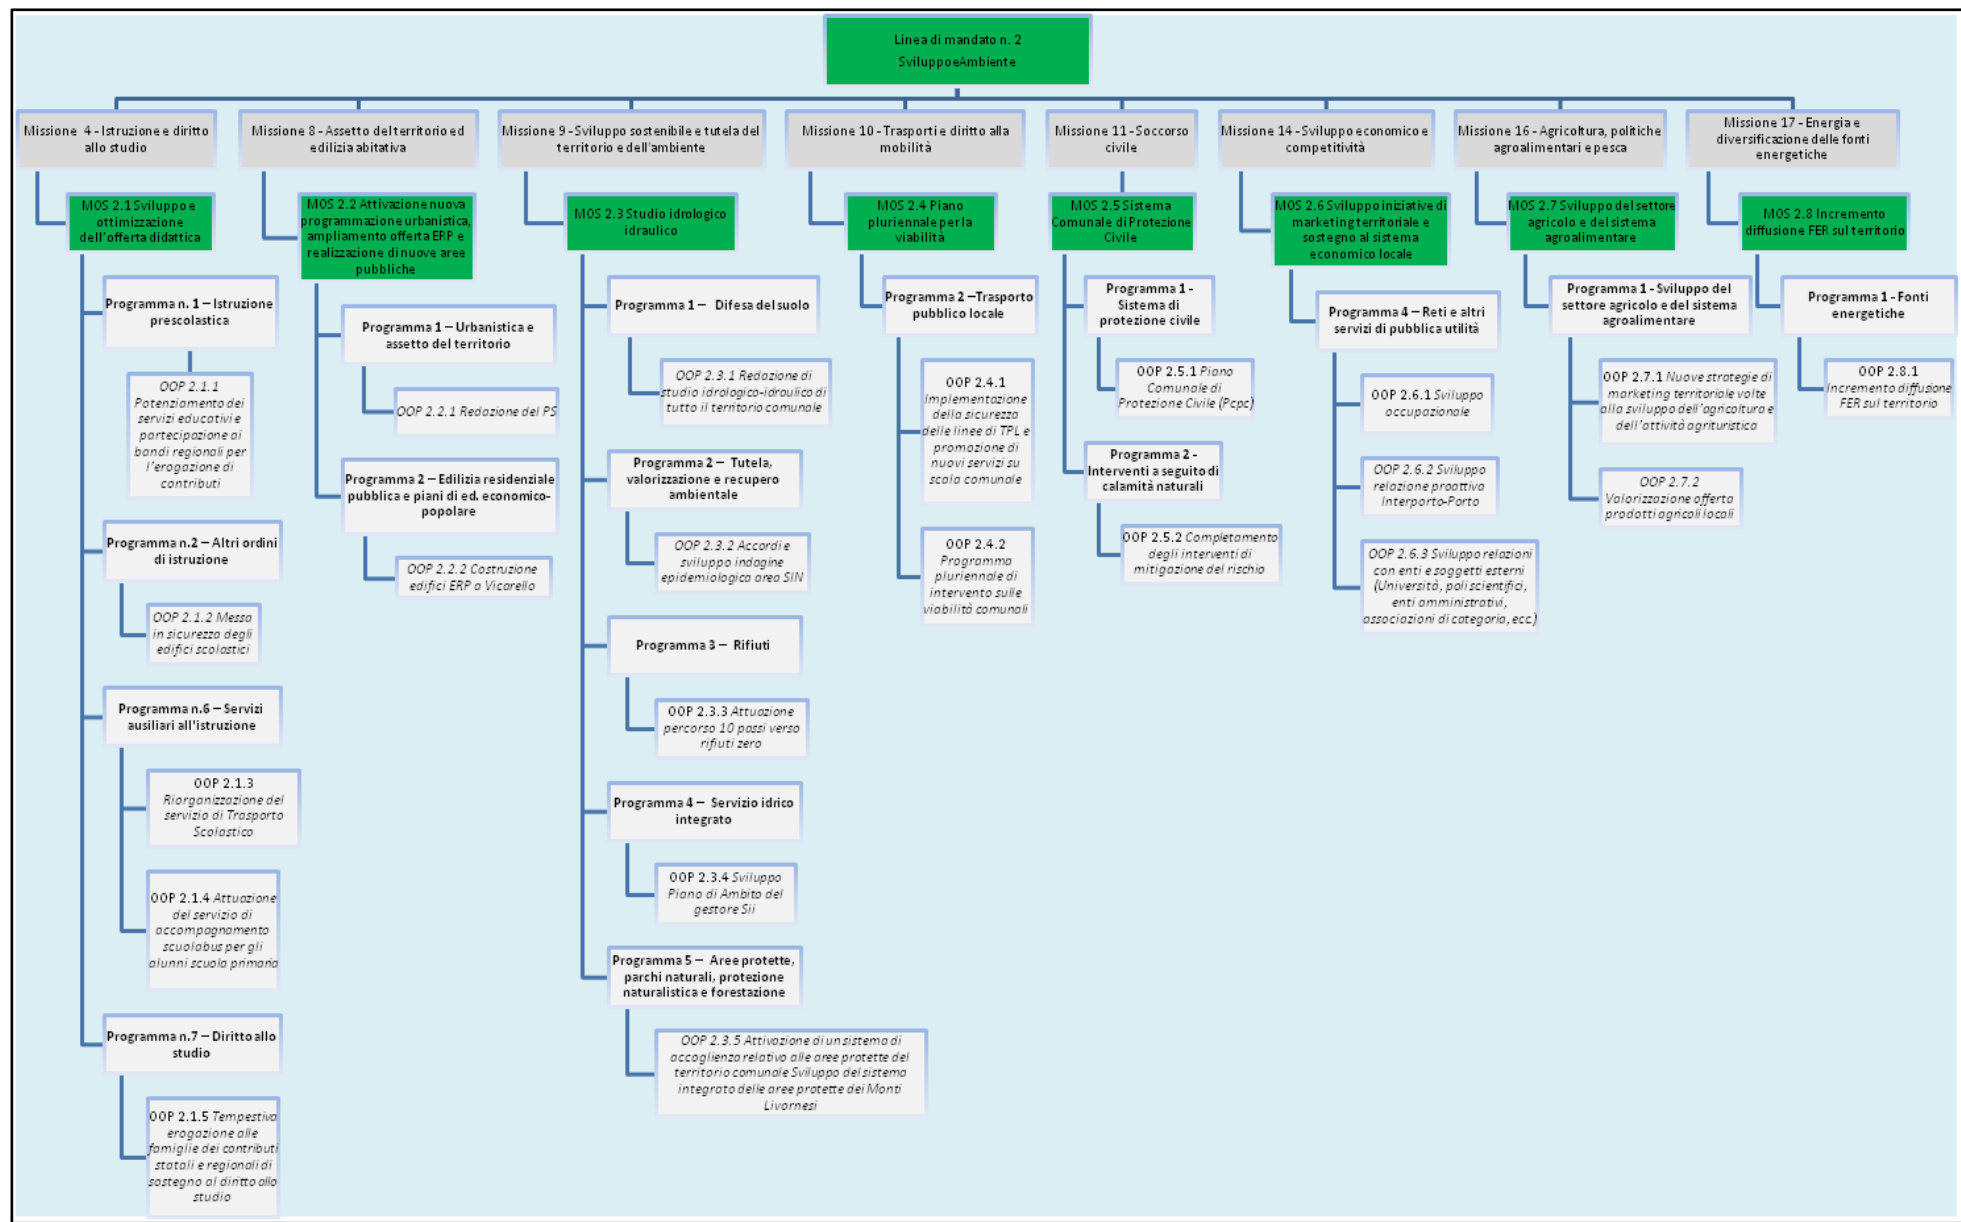 Linea di mandato n. 2
SviluppoeAmbiente
Missione 4 - Istruzione e diritto
allo studio
MOS 2.1 Sviluppo e
ottimizzazione
dell'offerta didattica
Programma n. 1 – Istruzione
prescolastica
OOP 2.1.1
Potenziamento dei
servizi educativi e
partecipazione ai
bandi regionali per
l'erogazione di
contributi
Programma n.2 – Altri ordini
di istruzione
OOP 2.1.2 Messa
in sicurezza degli
edifici scolastici
Programma n.6 – Servizi
ausiliari all'istruzione
OOP 2.1.3
Riorganizzazione del
servizio di Trasporto
Scolastico
OOP 2.1.4 Attuazione
del servizio di
accompagnamento
scuolabus per gli
alunni scuola primaria
Programma n.7 – Diritto allo
studio
OOP 2.1.5 Tempestiva
erogazione alle
famiglie dei contributi
statali e regionali di
sostegno al diritto allo
studio
Missione 8 - Assetto del territorio ed
edilizia abitativa
MOS 2.2 Attivazione nuova
programmazione urbanistica,
ampliamento offerta ERP e
realizzazione di nuove aree
pubbliche
Programma 1 – Urbanistica e
assetto del territorio
OOP 2.2.1 Redazione del PS
Programma 2 – Edilizia residenziale
pubblica e piani di ed. economico-
popolare
OOP 2.2.2 Costruzione
edifici ERP a Vicarello
Missione 9 - Sviluppo sostenibile e tutela del
territorio e dell'ambiente
MOS 2.3 Studio idrologico
idraulico
Programma 1 – Difesa del suolo
OOP 2.3.1 Redazione di
studio idrologico-idraulico di
tutto il territorio comunale
Programma 2 – Tutela,
valorizzazione e recupero
ambientale
OOP 2.3.2 Accordi e
sviluppo indagine
epidemiologica area SIN
Programma 3 – Rifiuti
OOP 2.3.3 Attuazione
percorso 10 passi verso
rifiuti zero
Programma 4 – Servizio idrico
integrato
OOP 2.3.4 Sviluppo
Piano di Ambito del
gestore Sii
Programma 5 – Aree protette,
parchi naturali, protezione
naturalistica e forestazione
OOP 2.3.5 Attivazione di un sistema di
accoglienza relativo alle aree protette del
territorio comunale Sviluppo del sistema
integrato delle aree protette dei Monti
Livornesi
Missione 10 - Trasporti e diritto alla
mobilità
MOS 2.4 Piano
pluriennale per la
viabilità
Programma 2 –Trasporto
pubblico locale
OOP 2.4.1
Implementazione
della sicurezza
delle linee di TPL e
promozione di
nuovi servizi su
scala comunale
OOP 2.4.2
Programma
pluriennale di
intervento sulle
viabilità comunali
Missione 11 - Soccorso
civile
MOS 2.5 Sistema
Comunale di Protezione
Civile
Programma 1 -
Sistema di
protezione civile
OOP 2.5.1 Piano
Comunale di
Protezione Civile (Pcpc)
Programma 2 -
Interventi a seguito di
calamità naturali
OOP 2.5.2 Completamento
degli interventi di
mitigazione del rischio
Missione 14 - Sviluppo economico e
competitività
MOS 2.6 Sviluppo iniziative di
marketing territoriale e
sostegno al sistema
economico locale
Programma 4 – Reti e altri
servizi di pubblica utilità
OOP 2.6.1 Sviluppo
occupazionale
OOP 2.6.2 Sviluppo
relazione proattiva
Interporto-Porto
OOP 2.6.3 Sviluppo relazioni
con enti e soggetti esterni
(Università, poli scientifici,
enti amministrativi,
associazioni di categoria, ecc.)
Missione 16 - Agricoltura, politiche
agroalimentari e pesca
MOS 2.7 Sviluppo del settore
agricolo e del sistema
agroalimentare
Programma 1 - Sviluppo del
settore agricolo e del sistema
agroalimentare
OOP 2.7.1 Nuove strategie di
marketing territoriale volte
alla sviluppo dell'agricoltura e
dell'attività agrituristica
OOP 2.7.2
Valorizzazione offerta
prodotti agricoli locali
Missione 17 - Energia e
diversificazione delle fonti
energetiche
MOS 2.8 Incremento
diffusione FER sul territorio
Programma 1 - Fonti
energetiche
OOP 2.8.1
Incremento diffusione
FER sul territorio